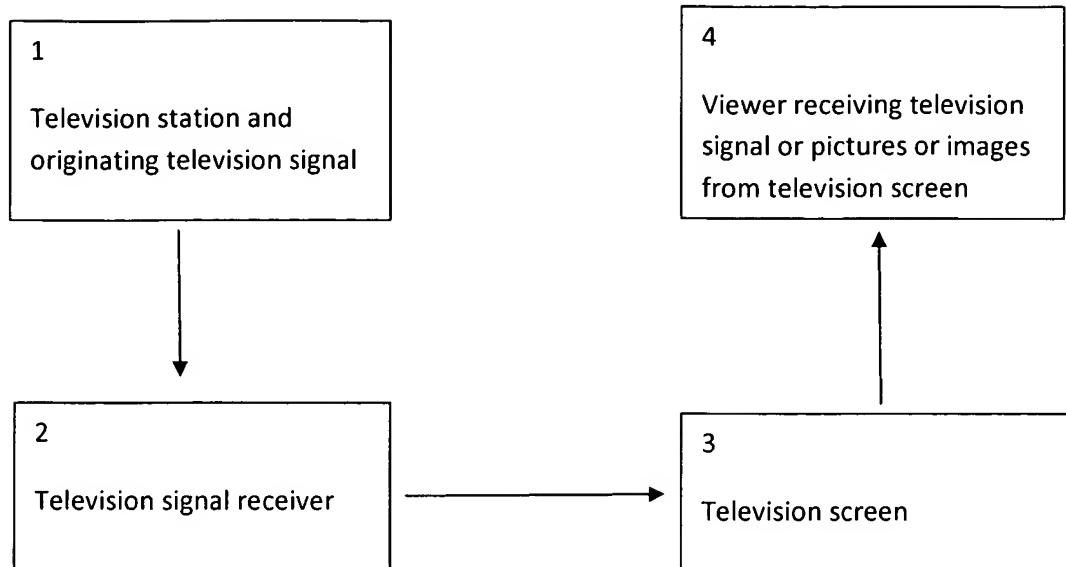 1
Television station and
originating television signal
2
Television signal receiver
3
Television screen
4
Viewer receiving television
signal or pictures or images
from television screen